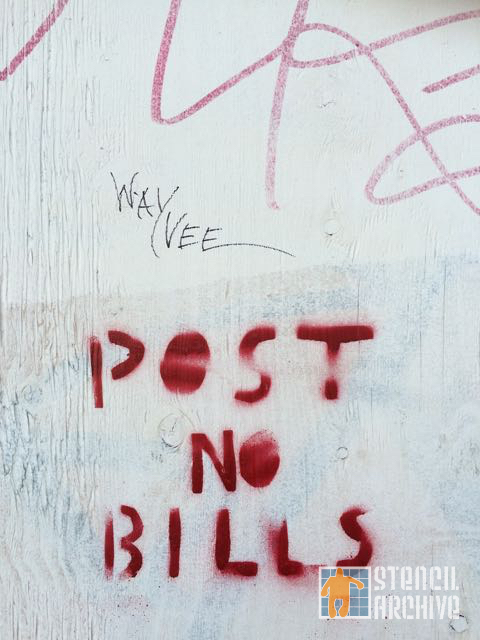 WAY
VEE
POST
NO
BILLS
STENCIL
ARCHIVE